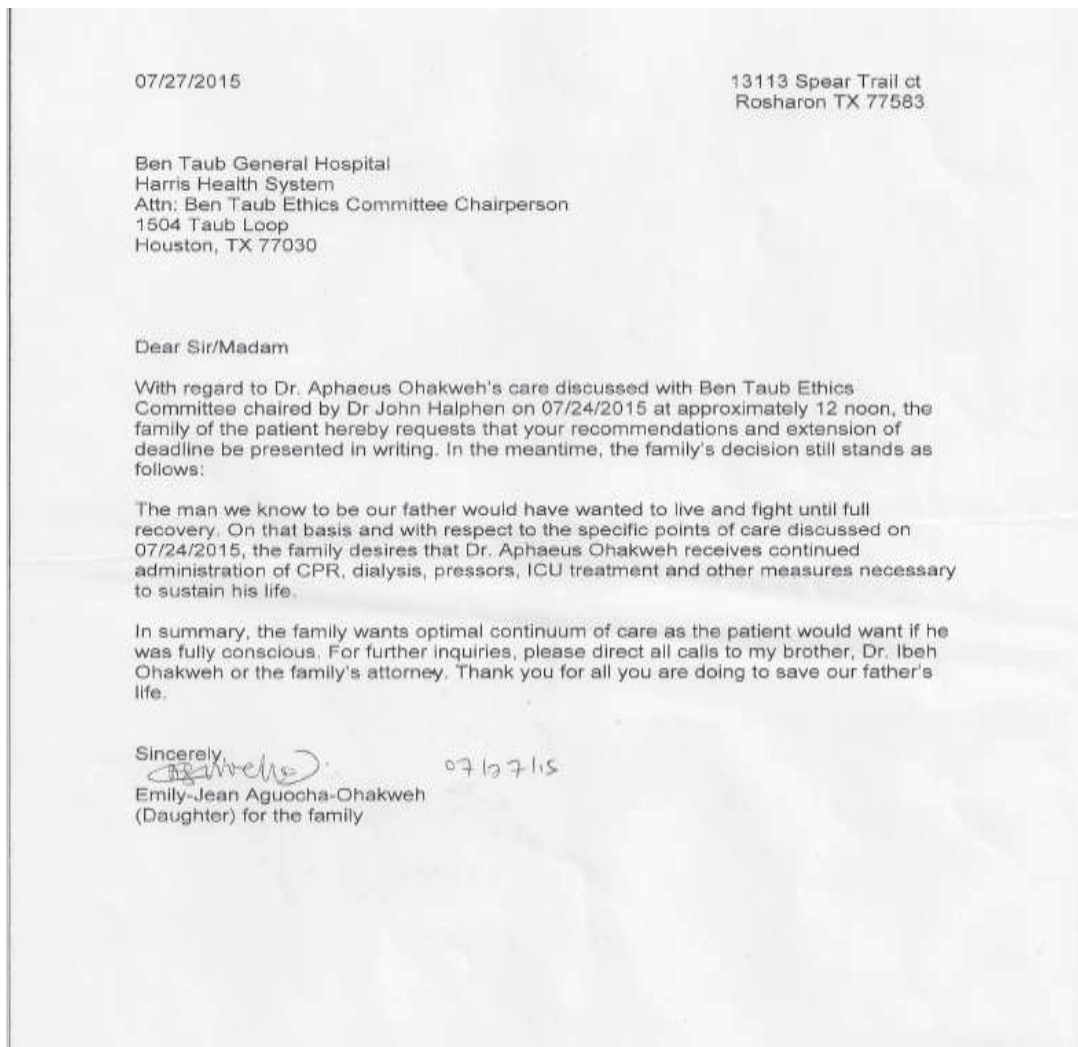 07/27/2015
13113 Spear Trail ct
Rosharon TX 77583
Ben Taub General Hospital
Harris Health System
Attn: Ben Taub Ethics Committee Chairperson
1504 Taub Loop
Houston, TX 77030
Dear Sir/Madam
With regard to Dr. Aphaeus Ohakweh's care discussed with Ben Taub Ethics
Committee chaired by Dr John Halphen on 07/24/2015 at approximately 12 noon, the
family of the patient hereby requests that your recommendations and extension of
deadline be presented in writing. In the meantime, the family's decision still stands as
follows:
The man we know to be our father would have wanted to live and fight until full
recovery. On that basis and with respect to the specific points of care discussed on
07/24/2015, the family desires that Dr. Aphaeus Ohakweh receives continued
administration of CPR, dialysis, pressors, ICU treatment and other measures necessary
to sustain his life.
In summary, the family wants optimal continuum of care as the patient would want if he
was fully conscious. For further inquiries, please direct all calls to my brother, Dr. Ibeh
Ohakweh or the family's attorney. Thank you for all you are doing to save our father's
life.
Sincerely,
07/27/15
Emily-Jean Aguocha-Ohakweh
(Daughter) for the family